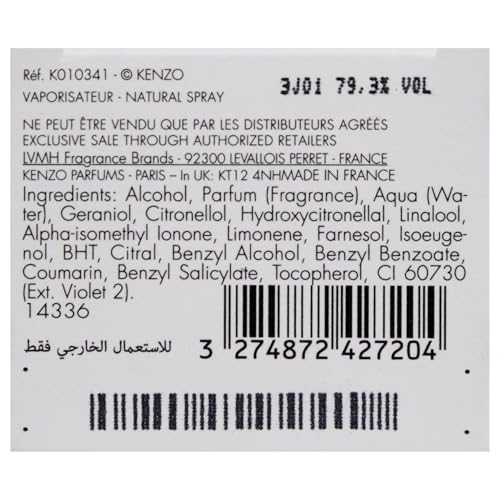 Réf. K010341 - © KENZO
3J01 79,3% VOL
VAPORISATEUR - NATURAL SPRAY
NE PEUT ÊTRE VENDU QUE PAR LES DISTRIBUTEURS AGRÉÉS
EXCLUSIVE SALE THROUGH AUTHORIZED RETAILERS
LVMH Fragrance Brands - 92300 LEVALLOIS PERRET - FRANCE
KENZO PARFUMS - PARIS – In UK: KT12 4NHMADE IN FRANCE
Ingredients: Alcohol, Parfum (Fragrance), Aqua (Wa-
ter), Geraniol, Citronellol, Hydroxycitronellal, Linalool,
Alpha-isomethyl Ionone, Limonene, Farnesol, Isoeuge-
nol, BHT, Citral, Benzyl Alcohol, Benzyl Benzoate,
Coumarin, Benzyl Salicylate, Tocopherol, CI 60730
(Ext. Violet 2).
14336
للاستعمال الخارجي فقط
3 274872 427204